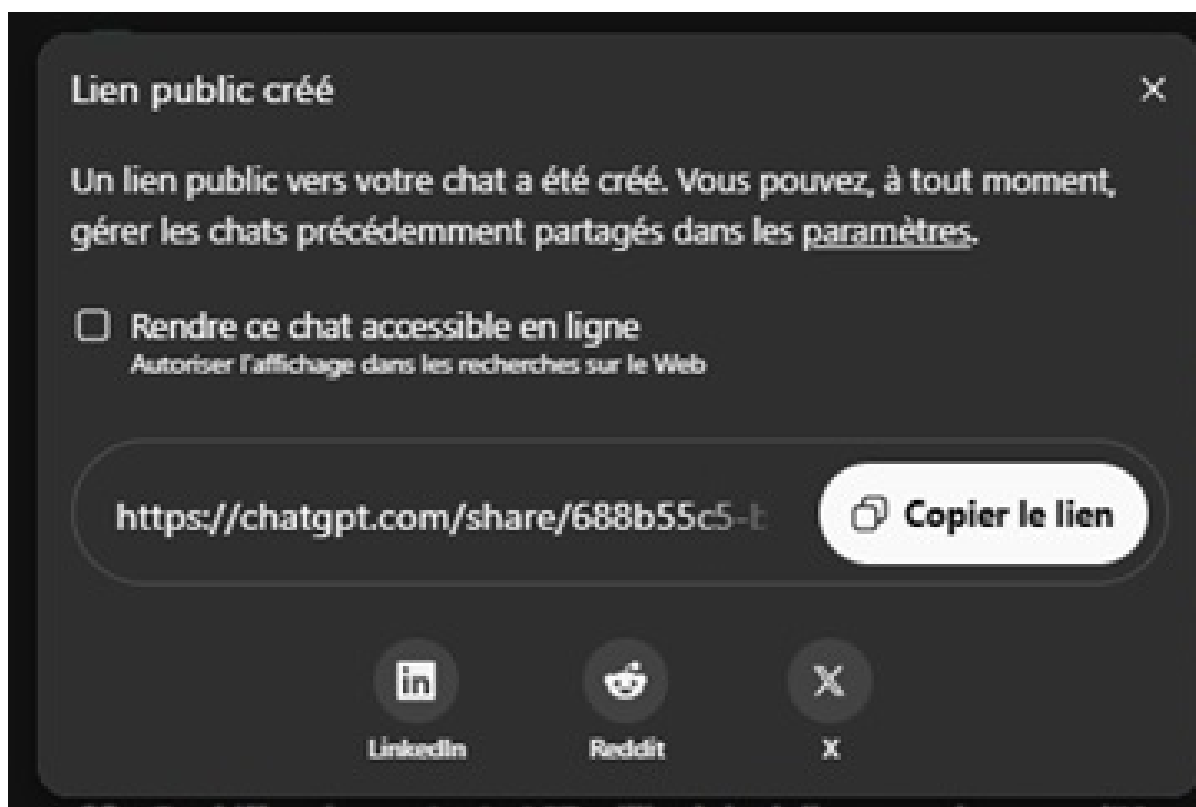 Lien public créé
Un lien public vers votre chat a été créé. Vous pouvez, à tout moment,
gérer les chats précédemment partagés dans les paramètres.
Rendre ce chat accessible en ligne
Autoriser l'affichage dans les recherches sur le Web
https://chatgpt.com/share/688b55c5-b
Copier le lien
LinkedIn
Reddit
X